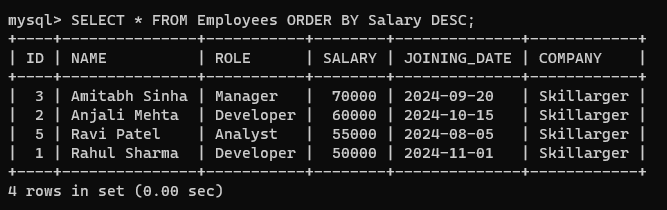 mysql> SELECT * FROM Employees ORDER BY Salary DESC;
+----+---------------+-----------+--------+--------------+------------+
| ID | NAME          | ROLE      | SALARY | JOINING_DATE | COMPANY    |
+----+---------------+-----------+--------+--------------+------------+
|  3 | Amitabh Sinha | Manager   |  70000 | 2024-09-20   | Skillarger |
|  2 | Anjali Mehta  | Developer |  60000 | 2024-10-15   | Skillarger |
|  5 | Ravi Patel    | Analyst   |  55000 | 2024-08-05   | Skillarger |
|  1 | Rahul Sharma  | Developer |  50000 | 2024-11-01   | Skillarger |
+----+---------------+-----------+--------+--------------+------------+
4 rows in set (0.00 sec)